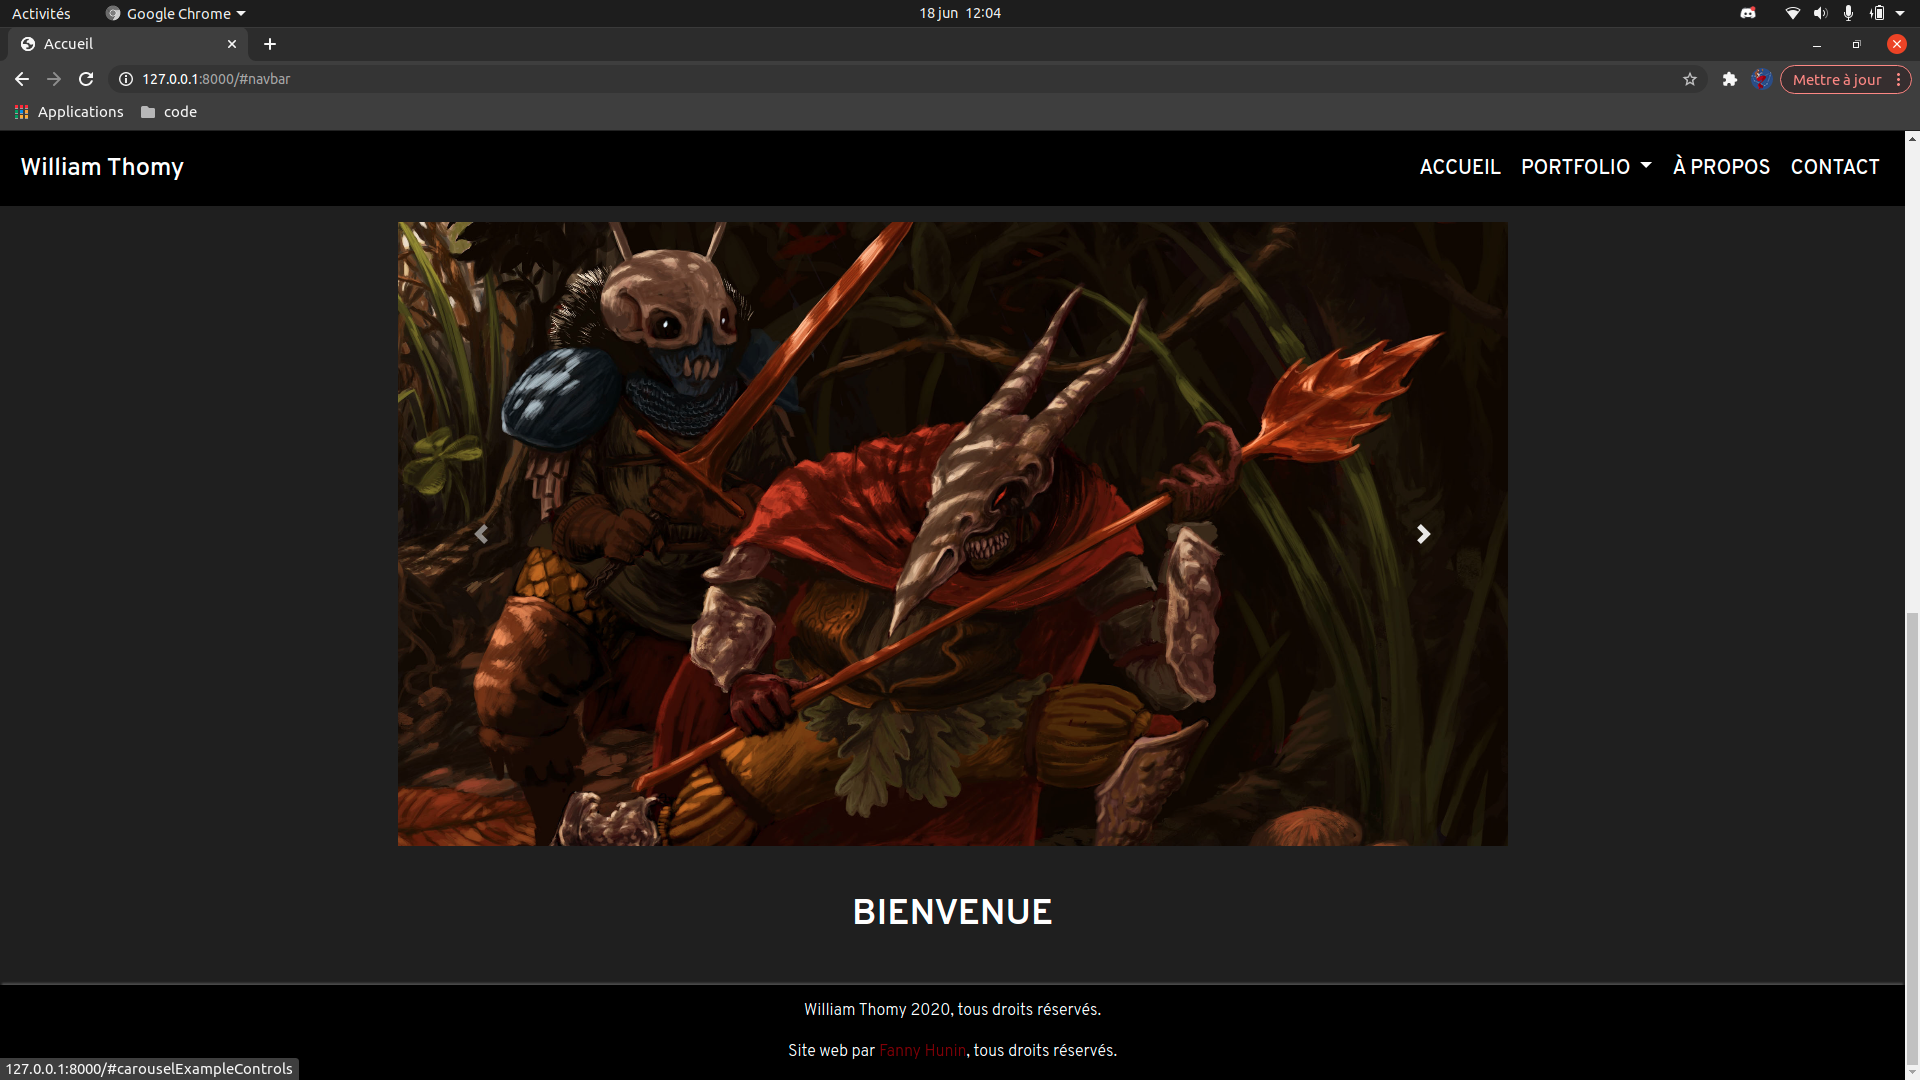 Activités Google Chrome 18 jun 12:04
Accueil
127.0.0.1:8000/#navbar Mettre à jour
Applications code
William Thomy ACCUEIL PORTFOLIO À PROPOS CONTACT
BIENVENUE
William Thomy 2020, tous droits réservés.
Site web par Fanny Hunin, tous droits réservés.
127.0.0.1:8000/#carouselExampleControls